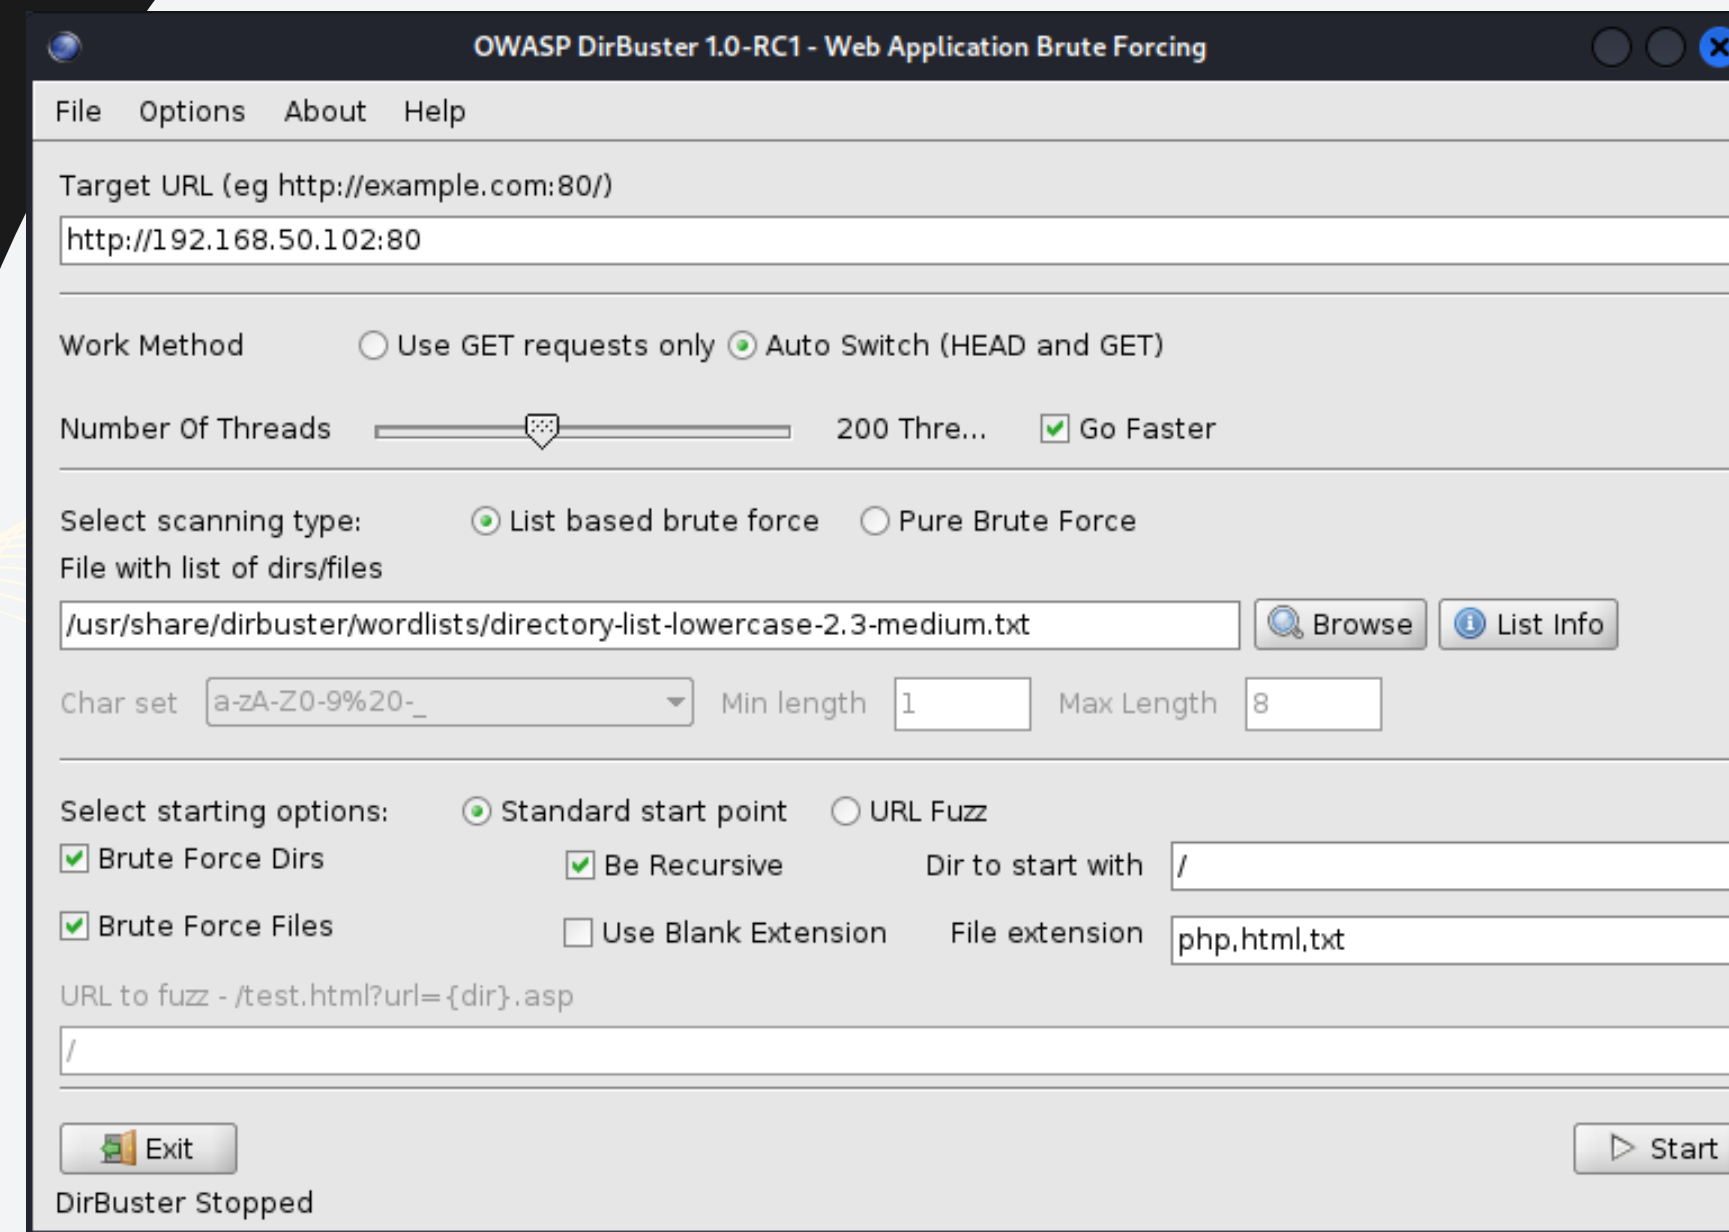 OWASP DirBuster 1.0-RC1 - Web Application Brute Forcing
File Options About Help
Target URL (eg http://example.com:80/)
http://192.168.50.102:80
Work Method Use GET requests only Auto Switch (HEAD and GET)
Number Of Threads 200 Thre... Go Faster
Select scanning type: List based brute force Pure Brute Force
File with list of dirs/files
/usr/share/dirbuster/wordlists/directory-list-lowercase-2.3-medium.txt Browse List Info
Char set a-zA-Z0-9%20-_ Min length 1 Max Length 8
Select starting options: Standard start point URL Fuzz
Brute Force Dirs Be Recursive Dir to start with /
Brute Force Files Use Blank Extension File extension php,html,txt
URL to fuzz - /test.html?url={dir}.asp
/
Exit Start
DirBuster Stopped